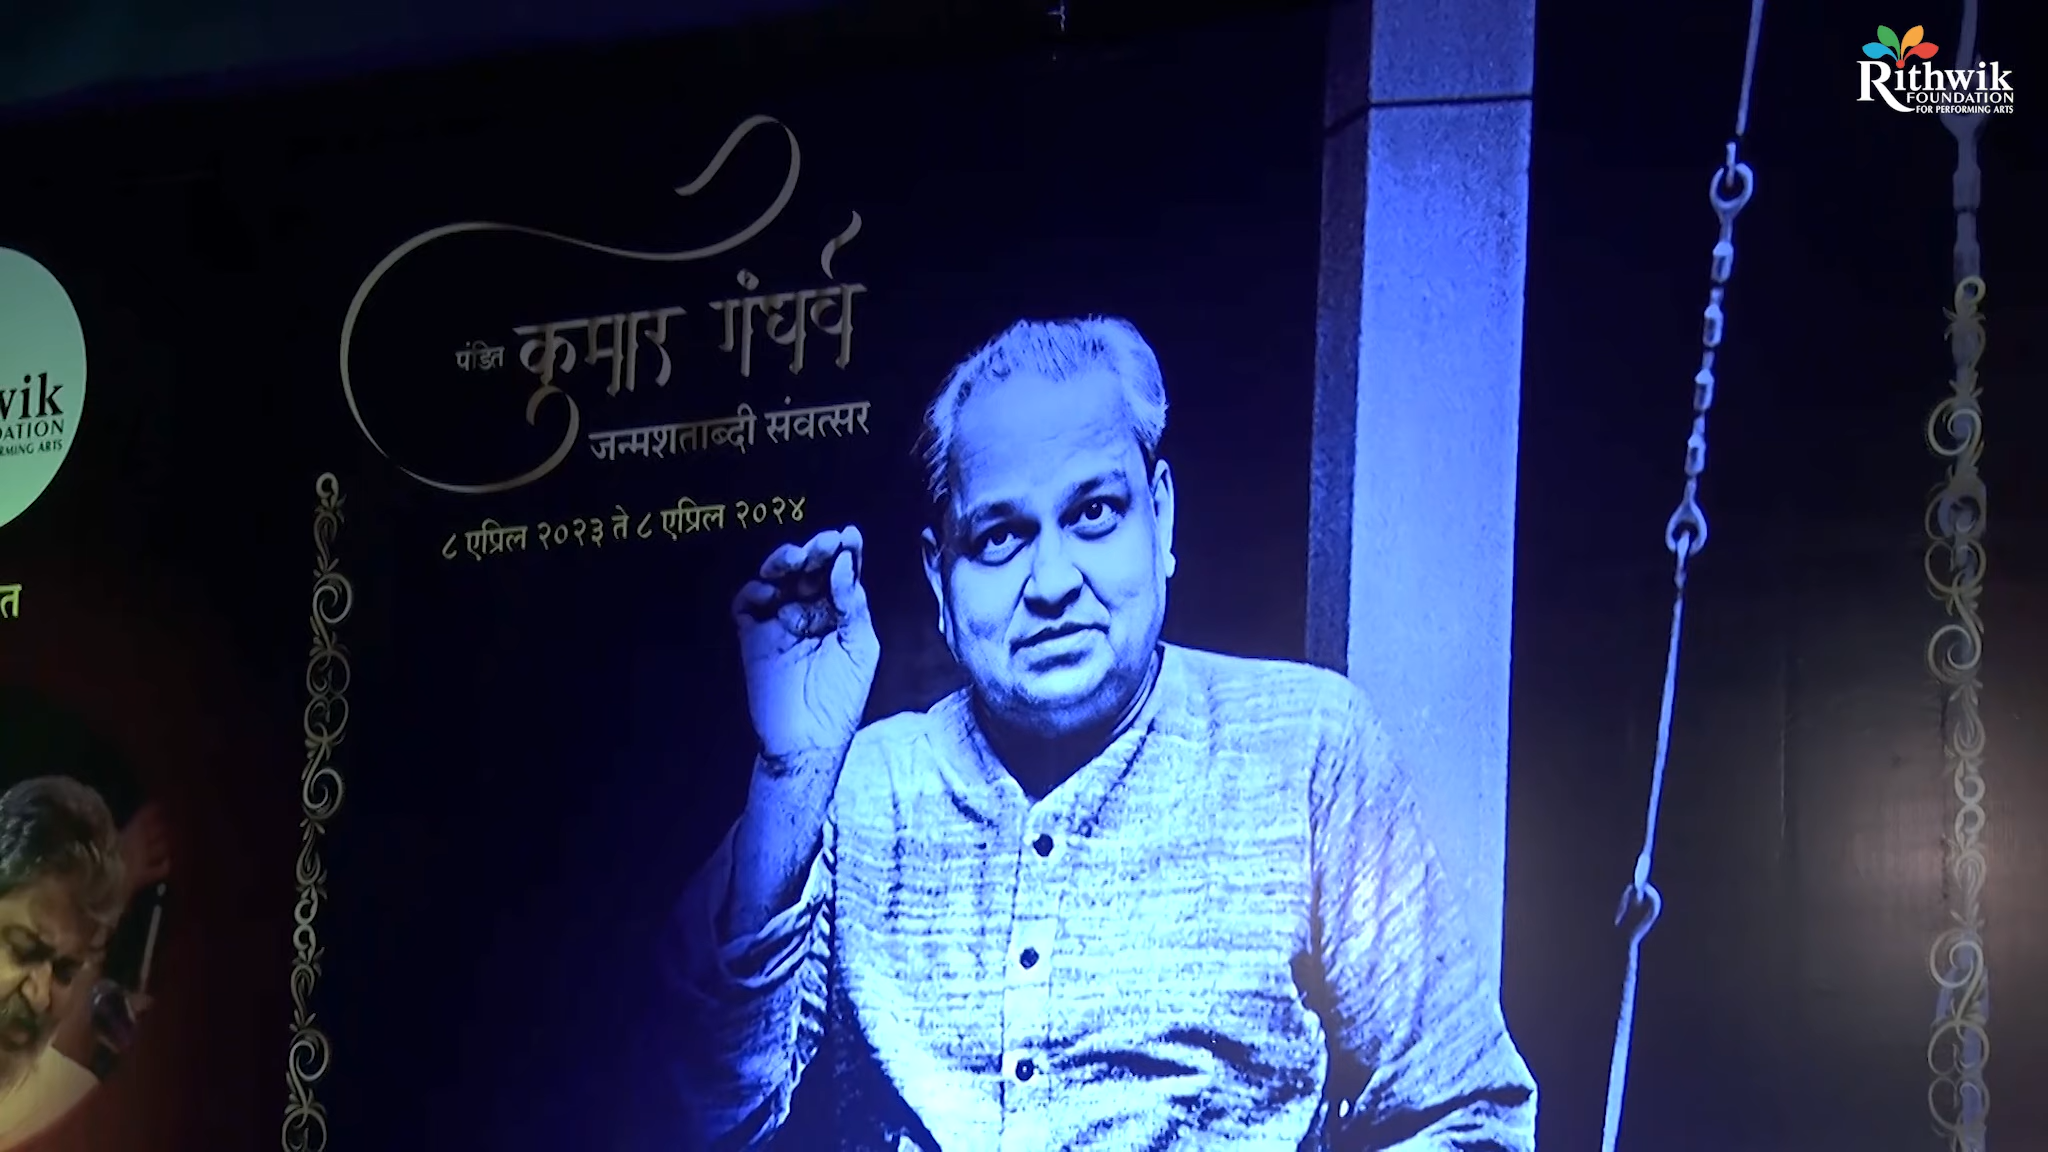 Rithwik
FOUNDATION
FOR PERFORMING ARTS
पंडित कुमार गंधर्व
जन्मशताब्दी संवत्सर
८ एप्रिल २०२३ ते ८ एप्रिल २०२४
wik
DATION
RMING ARTS
त